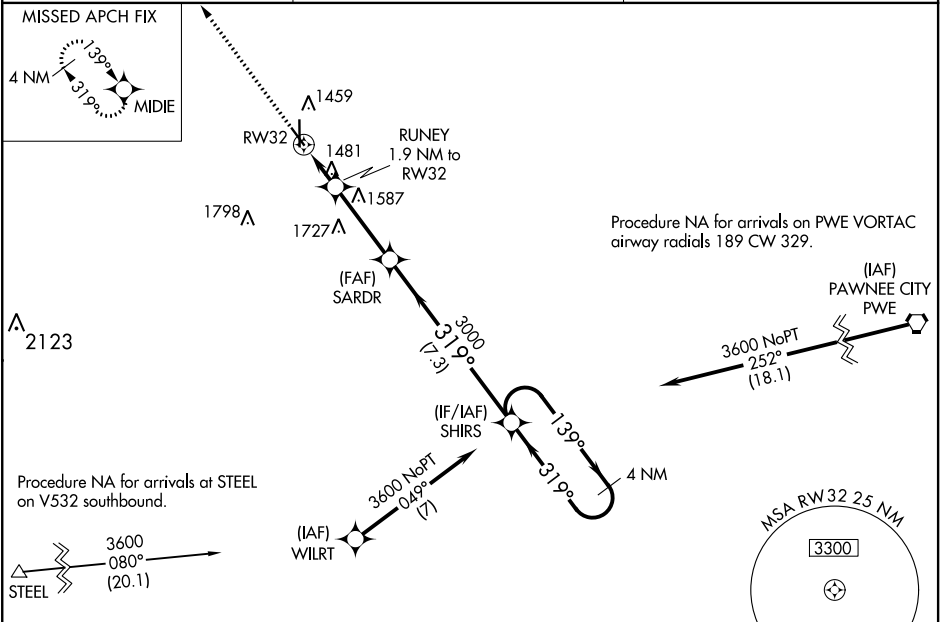 MISSED APCH FIX
139°
4 NM
319°
MIDIE
1459
RW32
1481
RUNEY
1.9 NM to
RW32
1587
1798
1727
(FAF)
SARDR
Procedure NA for arrivals on PWE VORTAC
airway radials 189 CW 329.
(IAF)
PAWNEE CITY
PWE
2123
3000
319°
(7.3)
3600 NoPT
252°
(18.1)
(IF/IAF)
SHIRS
139°
319°
4 NM
3600 NoPT
049°
(7)
(IAF)
WILRT
Procedure NA for arrivals at STEEL
on V532 southbound.
3600
080°
(20.1)
STEEL
MSA RW32 25 NM
3300